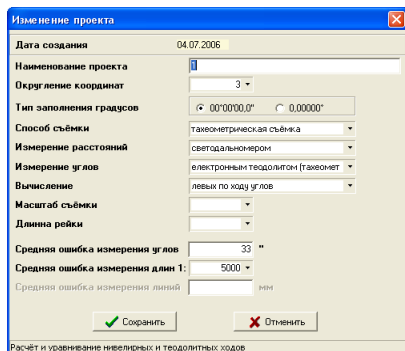 Изменение проекта
Дата создания 04.07.2006
Наименование проекта 1
Округление координат 3
Тип заполнения градусов 00°00'00,0" 0,00000°
Способ съёмки тахеометрическая съёмка
Измерение расстояний светодальномером
Измерение углов електронным теодолитом (тахеомет
Вычисление левых по ходу углов
Масштаб съёмки
Длинна рейки
Средняя ошибка измерения углов 33 "
Средняя ошибка измерения длин 1: 5000
Средняя ошибка измерения линий мм
Сохранить Отменить
Расчёт и уравнивание нивелирных и теодолитных ходов